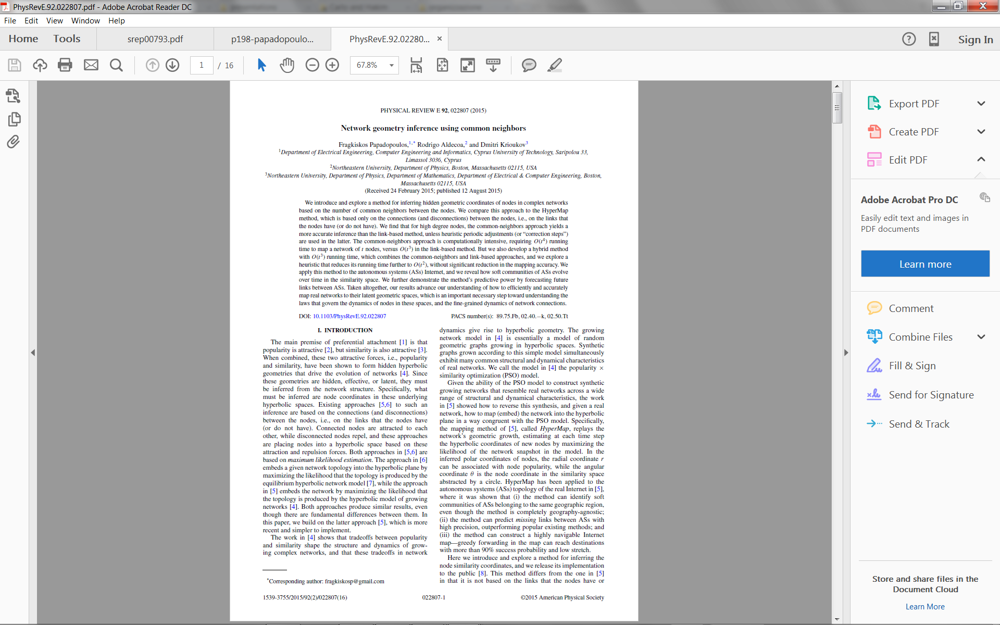 PhysRevE.92.022807.pdf - Adobe Acrobat Reader DC
File Edit View Window Help
Home Tools srep00793.pdf p198-papadopoulo... PhysRevE.92.02280... × Sign In
1 / 16 67.8%
PHYSICAL REVIEW E 92, 022807 (2015)
Network geometry inference using common neighbors
Fragkiskos Papadopoulos,1,* Rodrigo Aldecoa,2 and Dmitri Krioukov3
1Department of Electrical Engineering, Computer Engineering and Informatics, Cyprus University of Technology, Saripolou 33,
Limassol 3036, Cyprus
2Northeastern University, Department of Physics, Boston, Massachusetts 02115, USA
3Northeastern University, Department of Physics, Department of Mathematics, Department of Electrical & Computer Engineering, Boston,
Massachusetts 02115, USA
(Received 24 February 2015; published 12 August 2015)
We introduce and explore a method for inferring hidden geometric coordinates of nodes in complex networks
based on the number of common neighbors between the nodes. We compare this approach to the HyperMap
method, which is based only on the connections (and disconnections) between the nodes, i.e., on the links that
the nodes have (or do not have). We find that for high degree nodes, the common-neighbors approach yields a
more accurate inference than the link-based method, unless heuristic periodic adjustments (or “correction steps”)
are used in the latter. The common-neighbors approach is computationally intensive, requiring O(t⁴) running
time to map a network of t nodes, versus O(t³) in the link-based method. But we also develop a hybrid method
with O(t³) running time, which combines the common-neighbors and link-based approaches, and we explore a
heuristic that reduces its running time further to O(t²), without significant reduction in the mapping accuracy. We
apply this method to the autonomous systems (ASs) Internet, and we reveal how soft communities of ASs evolve
over time in the similarity space. We further demonstrate the method’s predictive power by forecasting future
links between ASs. Taken altogether, our results advance our understanding of how to efficiently and accurately
map real networks to their latent geometric spaces, which is an important necessary step toward understanding the
laws that govern the dynamics of nodes in these spaces, and the fine-grained dynamics of network connections.
DOI: 10.1103/PhysRevE.92.022807 PACS number(s): 89.75.Fb, 02.40.−k, 02.50.Tt
I. INTRODUCTION
The main premise of preferential attachment [1] is that
popularity is attractive [2], but similarity is also attractive [3].
When combined, these two attractive forces, i.e., popularity
and similarity, have been shown to form hidden hyperbolic
geometries that drive the evolution of networks [4]. Since
these geometries are hidden, effective, or latent, they must
be inferred from the network structure. Specifically, what
must be inferred are node coordinates in these underlying
hyperbolic spaces. Existing approaches [5,6] to such an
inference are based on the connections (and disconnections)
between the nodes, i.e., on the links that the nodes have
(or do not have). Connected nodes are attracted to each
other, while disconnected nodes repel, and these approaches
are placing nodes into a hyperbolic space based on these
attraction and repulsion forces. Both approaches in [5,6] are
based on maximum likelihood estimation. The approach in [6]
embeds a given network topology into the hyperbolic plane by
maximizing the likelihood that the topology is produced by the
equilibrium hyperbolic network model [7], while the approach
in [5] embeds the network by maximizing the likelihood that
the topology is produced by the hyperbolic model of growing
networks [4]. Both approaches produce similar results, even
though there are fundamental differences between them. In
this paper, we build on the latter approach [5], which is more
recent and simpler to implement.
The work in [4] shows that tradeoffs between popularity
and similarity shape the structure and dynamics of grow-
ing complex networks, and that these tradeoffs in network
*Corresponding author: fragkiskosp@gmail.com
dynamics give rise to hyperbolic geometry. The growing
network model in [4] is essentially a model of random
geometric graphs growing in hyperbolic spaces. Synthetic
graphs grown according to this simple model simultaneously
exhibit many common structural and dynamical characteristics
of real networks. We call the model in [4] the popularity ×
similarity optimization (PSO) model.
Given the ability of the PSO model to construct synthetic
growing networks that resemble real networks across a wide
range of structural and dynamical characteristics, the work
in [5] showed how to reverse this synthesis, and given a real
network, how to map (embed) the network into the hyperbolic
plane in a way congruent with the PSO model. Specifically,
the mapping method of [5], called HyperMap, replays the
network’s geometric growth, estimating at each time step
the hyperbolic coordinates of new nodes by maximizing the
likelihood of the network snapshot in the model. In the
inferred polar coordinates of nodes, the radial coordinate r
can be associated with node popularity, while the angular
coordinate θ is the node coordinate in the similarity space
abstracted by a circle. HyperMap has been applied to the
autonomous systems (ASs) topology of the real Internet in [5],
where it was shown that (i) the method can identify soft
communities of ASs belonging to the same geographic region,
even though the method is completely geography-agnostic;
(ii) the method can predict missing links between ASs with
high precision, outperforming popular existing methods; and
(iii) the method can construct a highly navigable Internet
map—greedy forwarding in the map can reach destinations
with more than 90% success probability and low stretch.
Here we introduce and explore a method for inferring the
node similarity coordinates, and we release its implementation
to the public [8]. This method differs from the one in [5]
in that it is not based on the links that the nodes have or
1539-3755/2015/92(2)/022807(16) 022807-1 ©2015 American Physical Society
Export PDF
Create PDF
Edit PDF
Adobe Acrobat Pro DC
Easily edit text and images in
PDF documents
Learn more
Comment
Combine Files
Fill & Sign
Send for Signature
Send & Track
Store and share files in the
Document Cloud
Learn More